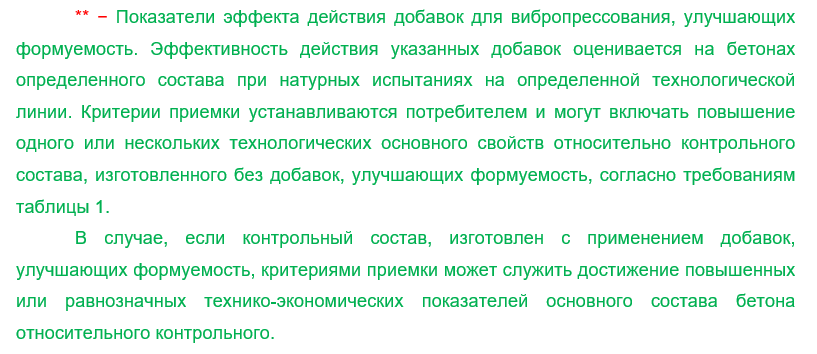 ** – Показатели эффекта действия добавок для вибропрессования, улучшающих
формуемость. Эффективность действия указанных добавок оценивается на бетонах
определенного состава при натурных испытаниях на определенной технологической
линии. Критерии приемки устанавливаются потребителем и могут включать повышение
одного или нескольких технологических основного свойств относительно контрольного
состава, изготовленного без добавок, улучшающих формуемость, согласно требованиям
таблицы 1.
В случае, если контрольный состав, изготовлен с применением добавок,
улучшающих формуемость, критериями приемки может служить достижение повышенных
или равнозначных технико-экономических показателей основного состава бетона
относительного контрольного.